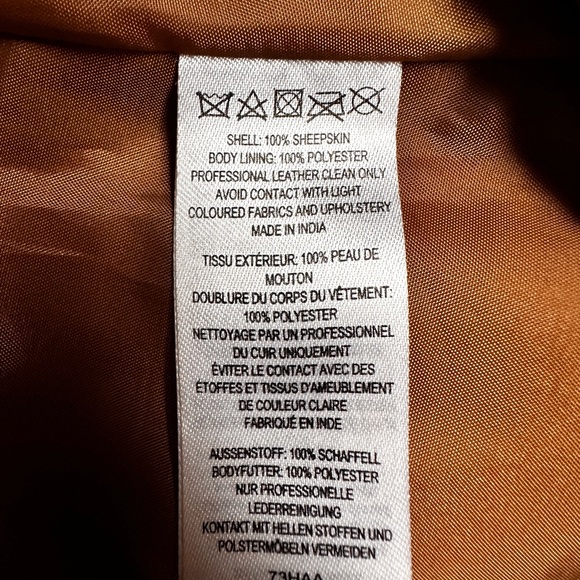 SHELL: 100% SHEEPSKIN
BODY LINING: 100% POLYESTER
PROFESSIONAL LEATHER CLEAN ONLY
AVOID CONTACT WITH LIGHT
COLOURED FABRICS AND UPHOLSTERY
MADE IN INDIA
TISSU EXTÉRIEUR: 100% PEAU DE
MOUTON
DOUBLURE DU CORPS DU VÊTEMENT:
100% POLYESTER
NETTOYAGE PAR UN PROFESSIONNEL
DU CUIR UNIQUEMENT
ÉVITER LE CONTACT AVEC DES
ÉTOFFES ET TISSUS D'AMEUBLEMENT
DE COULEUR CLAIRE
FABRIQUÉ EN INDE
AUSSENSTOFF: 100% SCHAFFELL
BODYFUTTER: 100% POLYESTER
NUR PROFESSIONELLE
LEDERREINIGUNG
KONTAKT MIT HELLEN STOFFEN UND
POLSTERMÖBELN VERMEIDEN